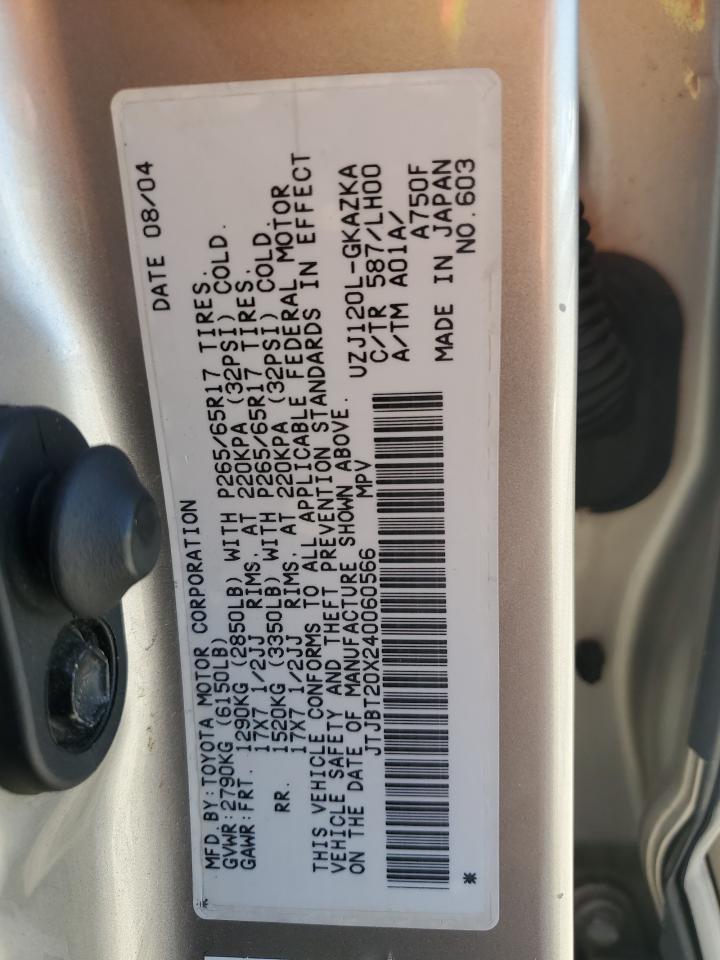 MFD.BY:TOYOTA MOTOR CORPORATION DATE 08/04
GVWR:2790KG (6150LB)
GAWR:FRT. 1290KG (2850LB) WITH P265/65R17 TIRES.
17X7 1/2JJ RIMS, AT 220KPA (32PSI) COLD.
RR. 1520KG (3350LB) WITH P265/65R17 TIRES.
17X7 1/2JJ RIMS, AT 220KPA (32PSI) COLD.
THIS VEHICLE CONFORMS TO ALL APPLICABLE FEDERAL MOTOR
VEHICLE SAFETY AND THEFT PREVENTION STANDARDS IN EFFECT
ON THE DATE OF MANUFACTURE SHOWN ABOVE.
JTJBT20X240060566 MPV
UZJ120L-GKAZKA
C/TR 587/LH00
A/TM A01A/
A750F
MADE IN JAPAN
* NO.603